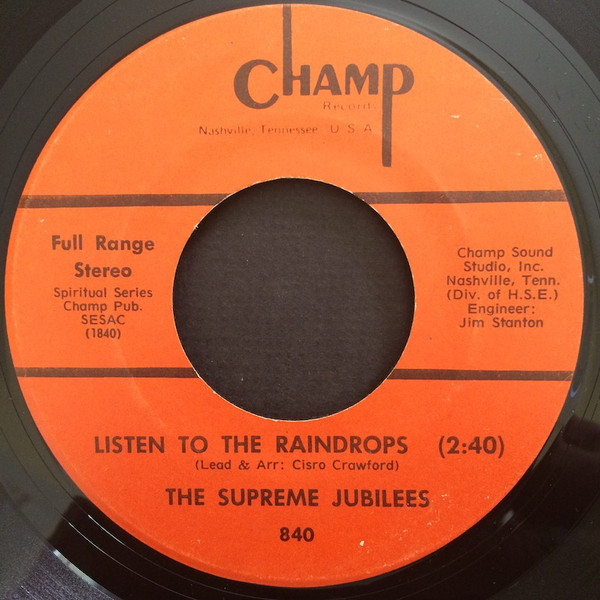 CHAMP
Records
Nashville, Tennessee U S A
Full Range
Stereo
Spiritual Series
Champ Pub.
SESAC
(1840)
Champ Sound
Studio, Inc.
Nashville, Tenn.
(Div. of H.S.E.)
Engineer:
Jim Stanton
LISTEN TO THE RAINDROPS (2:40)
(Lead & Arr: Cisro Crawford)
THE SUPREME JUBILEES
840